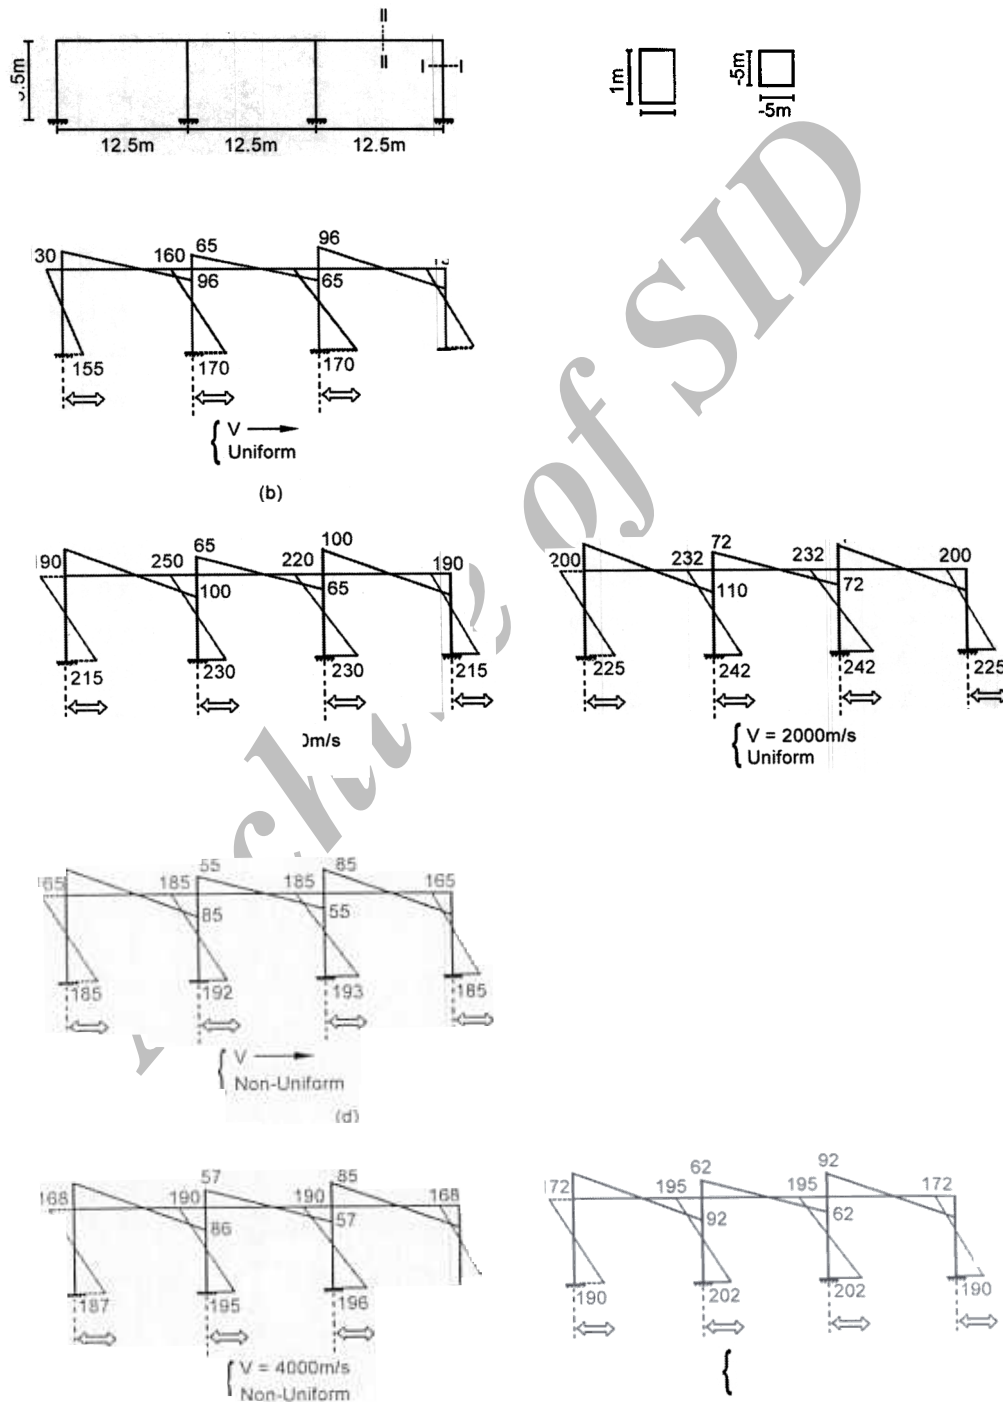 II
II
I I
12.5m 12.5m 12.5m
1m
-5m
-5m
30 160 65 96
96 65
155 170 170
V
Uniform
(b)
190 250 65 220 100 190
100 65
215 230 230 215
0m/s
200 232 72 232 200
110 72
225 242 242 225
V = 2000m/s
Uniform
165 185 55 185 85 165
85 55
185 192 193 185
V
Non-Uniform
(d)
168 190 57 190 85 168
86 57
187 195 196
V = 4000m/s
Non-Uniform
172 195 62 195 92 172
92 62
190 202 202 190
of SID